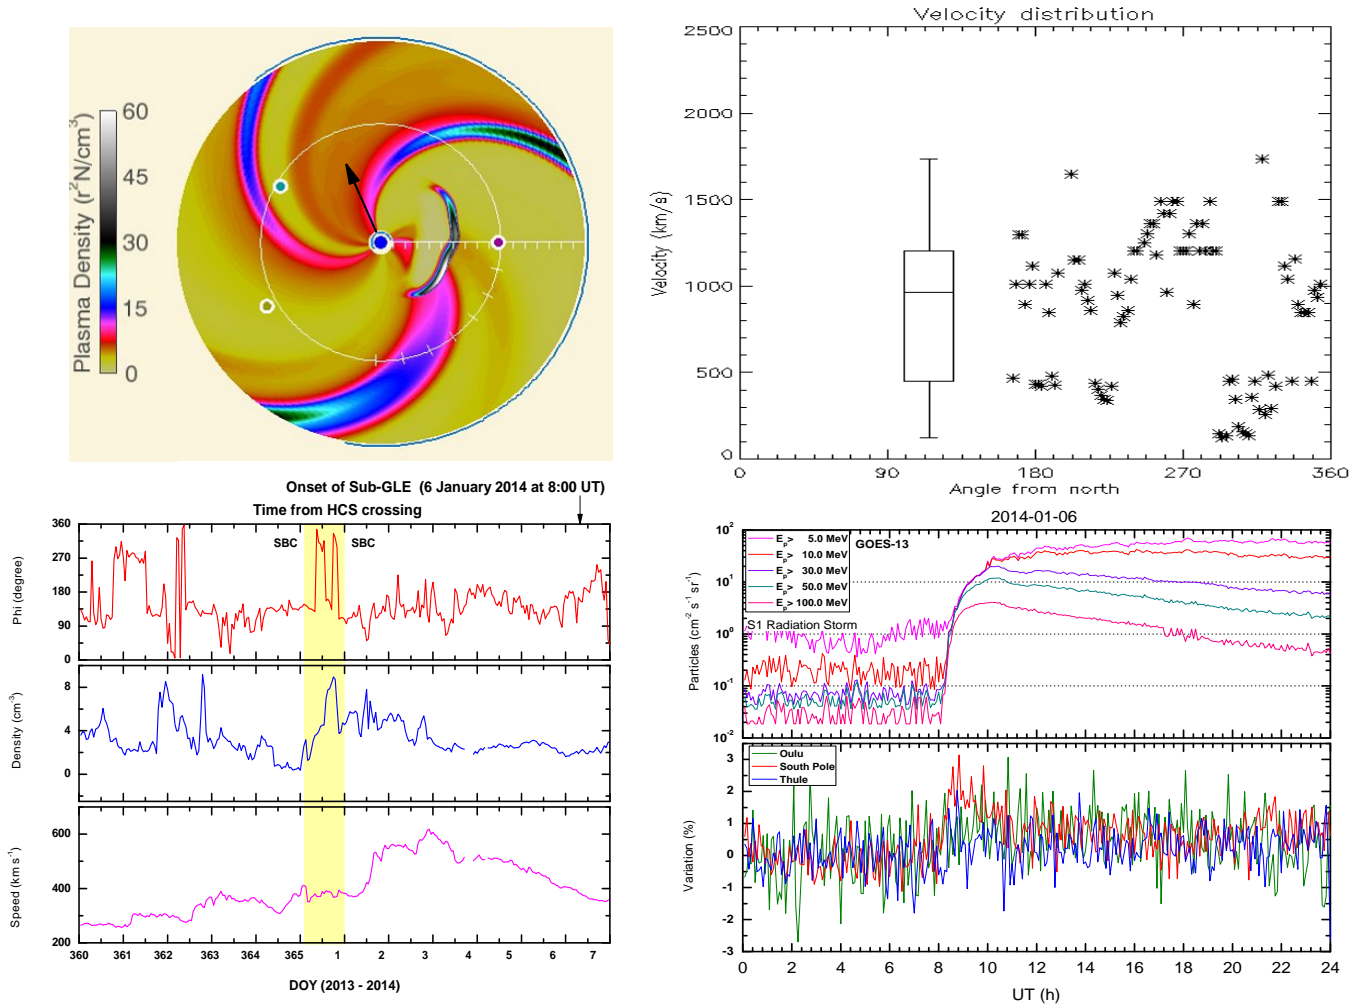 Plasma Density (r²N/cm³)
60
45
30
15
0
Velocity distribution
Velocity (km/s)
2500
2000
1500
1000
500
0
0 90 180 270 360
Angle from north
Onset of Sub-GLE (6 January 2014 at 8:00 UT)
Time from HCS crossing
SBC SBC
Phi (degree)
360
270
180
90
0
Density (cm⁻³)
8
4
0
Speed (km s⁻¹)
600
400
200
360 361 362 363 364 365 1 2 3 4 5 6 7
DOY (2013 - 2014)
2014-01-06
Particles (cm⁻² s⁻¹ sr⁻¹)
10²
10¹
10⁰
10⁻¹
10⁻²
Eₚ> 5.0 MeV
Eₚ> 10.0 MeV
Eₚ> 30.0 MeV
Eₚ> 50.0 MeV
Eₚ> 100.0 MeV
GOES-13
S1 Radiation Storm
Variation (%)
3
2
1
0
-1
-2
-3
Oulu
South Pole
Thule
0 2 4 6 8 10 12 14 16 18 20 22 24
UT (h)